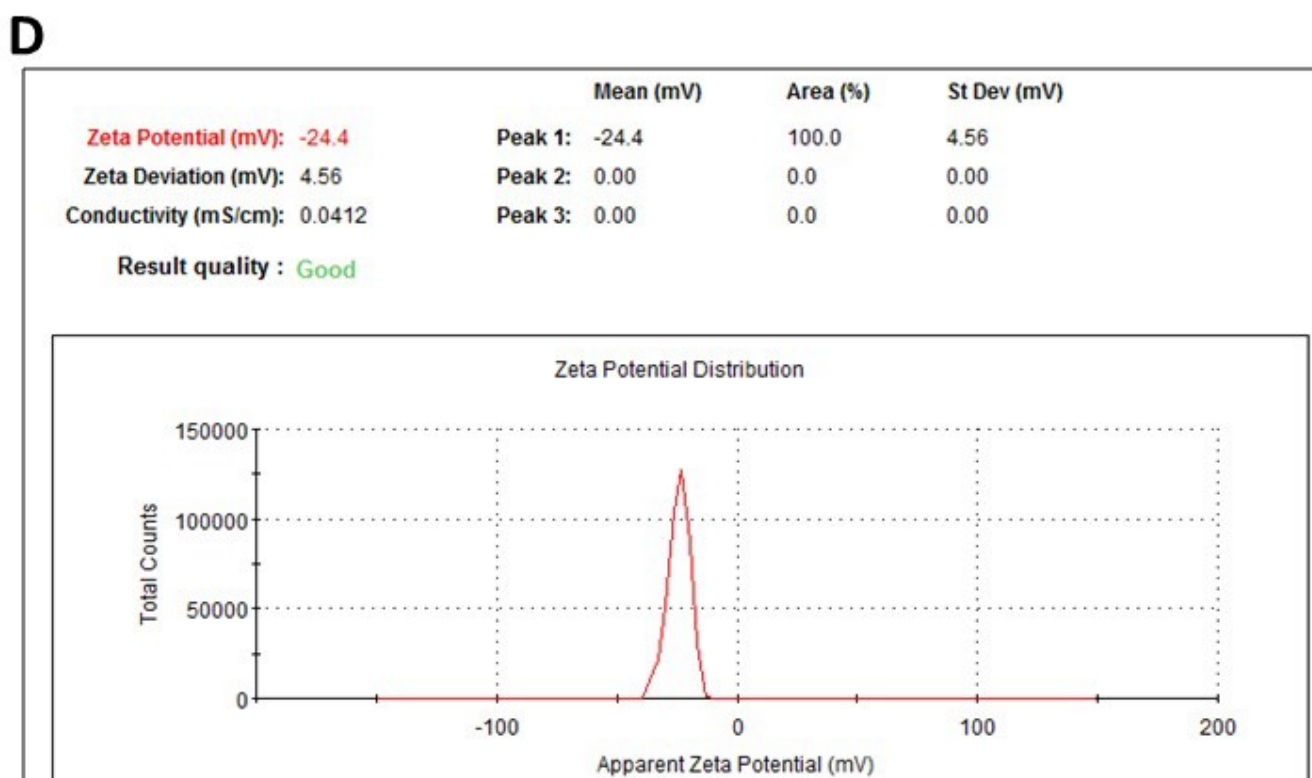 D
Mean (mV) Area (%) St Dev (mV)
Zeta Potential (mV): -24.4 Peak 1: -24.4 100.0 4.56
Zeta Deviation (mV): 4.56 Peak 2: 0.00 0.0 0.00
Conductivity (mS/cm): 0.0412 Peak 3: 0.00 0.0 0.00
Result quality : Good
Zeta Potential Distribution
150000
100000
50000
0
Total Counts
-100 0 100 200
Apparent Zeta Potential (mV)